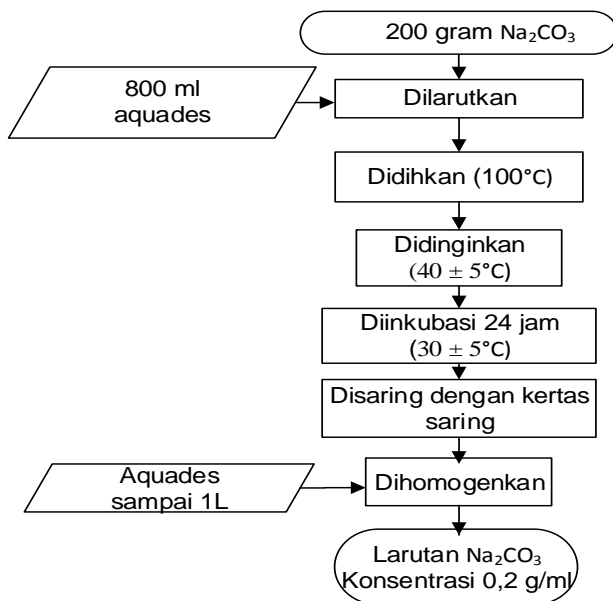 200 gram Na₂CO₃
800 ml
aquades
Dilarutkan
Didihkan (100°C)
Didinginkan
(40 ± 5°C)
Diinkubasi 24 jam
(30 ± 5°C)
Disaring dengan kertas
saring
Aquades
sampai 1L
Dihomogenkan
Larutan Na₂CO₃
Konsentrasi 0,2 g/ml